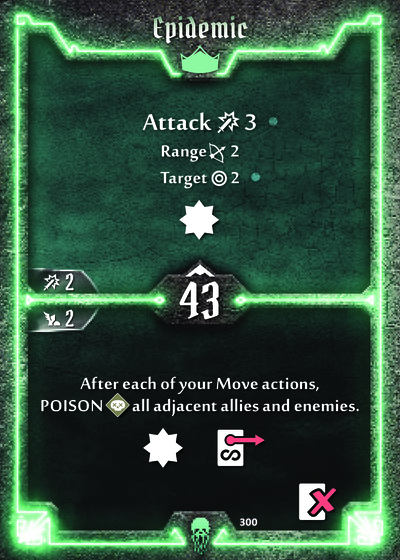 Epidemic
Attack 3
Range 2
Target 2
2
43
2
After each of your Move actions,
POISON all adjacent allies and enemies.
300